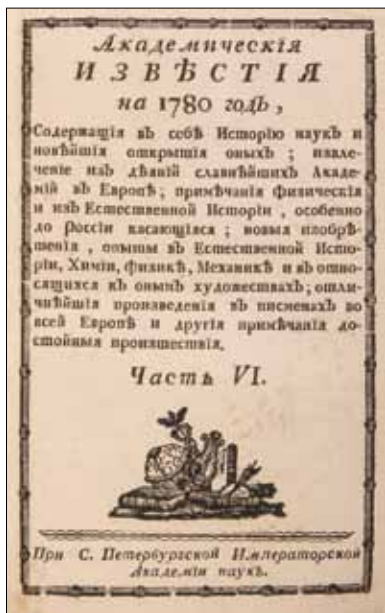 Академическія
ИЗВѢСТІЯ
на 1780 годъ,
Содержащія въ себѣ Исторію наукъ и
новѣйшія открытія оныхъ; извле-
ченіе изъ дѣяній славнѣйшихъ Акаде-
мій въ Европѣ; примѣчанія физическія
и изъ Естественной Исторіи, особенно
до Россіи касающіяся; новыя изобрѣ-
тенія, опыты въ Естественной Исто-
ріи, Химіи, физикѣ, Механикѣ и въ отно-
сящихся къ онымъ художествахъ; отли-
чнѣйшія произведенія въ писменахъ во
всей Европѣ и другія примѣчанія до-
стойныя произшествія.
Часть VI.
При С. Петербургской Императорской
Академіи наукъ.